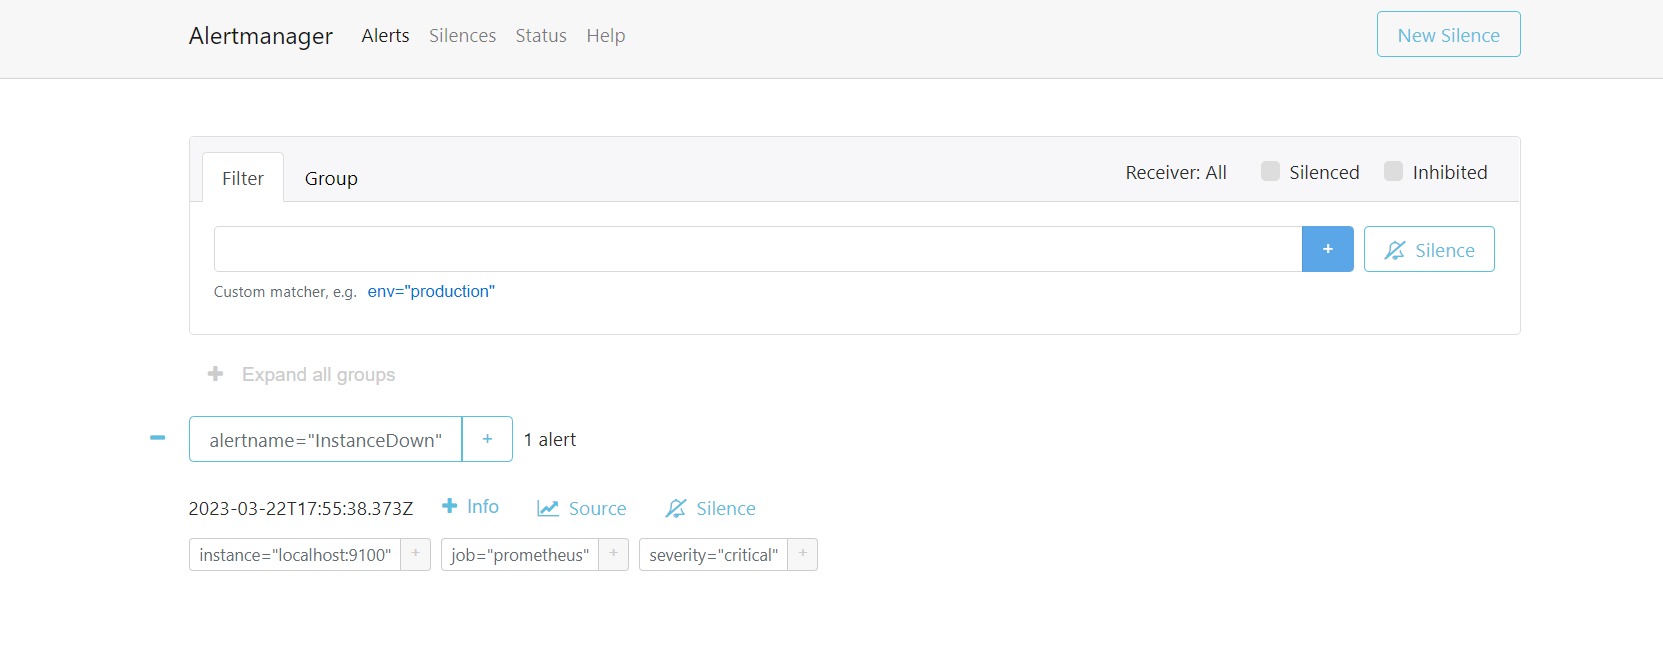 Alertmanager Alerts Silences Status Help New Silence
Filter Group Receiver: All Silenced Inhibited
+ Silence
Custom matcher, e.g. env="production"
+ Expand all groups
- alertname="InstanceDown" + 1 alert
2023-03-22T17:55:38.373Z + Info Source Silence
instance="localhost:9100" + job="prometheus" + severity="critical" +